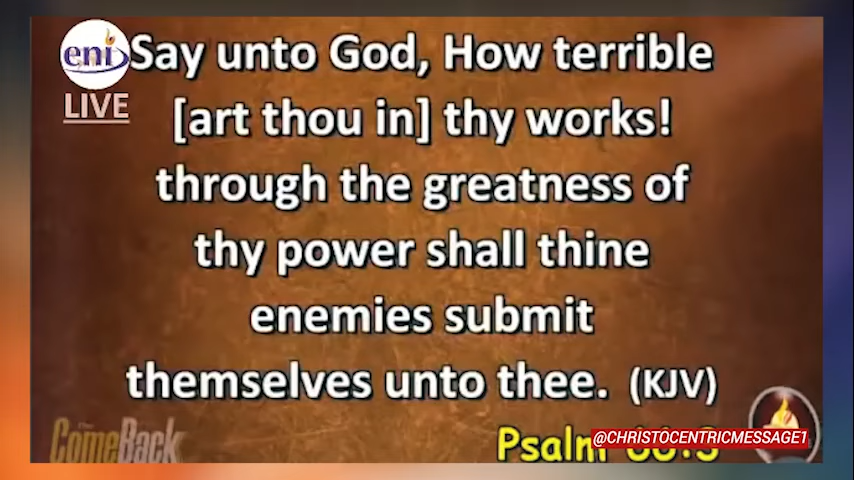 eni
LIVE
Say unto God, How terrible
[art thou in] thy works!
through the greatness of
thy power shall thine
enemies submit
themselves unto thee. (KJV)
The
ComeBack
Psalm 66:3
@CHRISTOCENTRICMESSAGE1